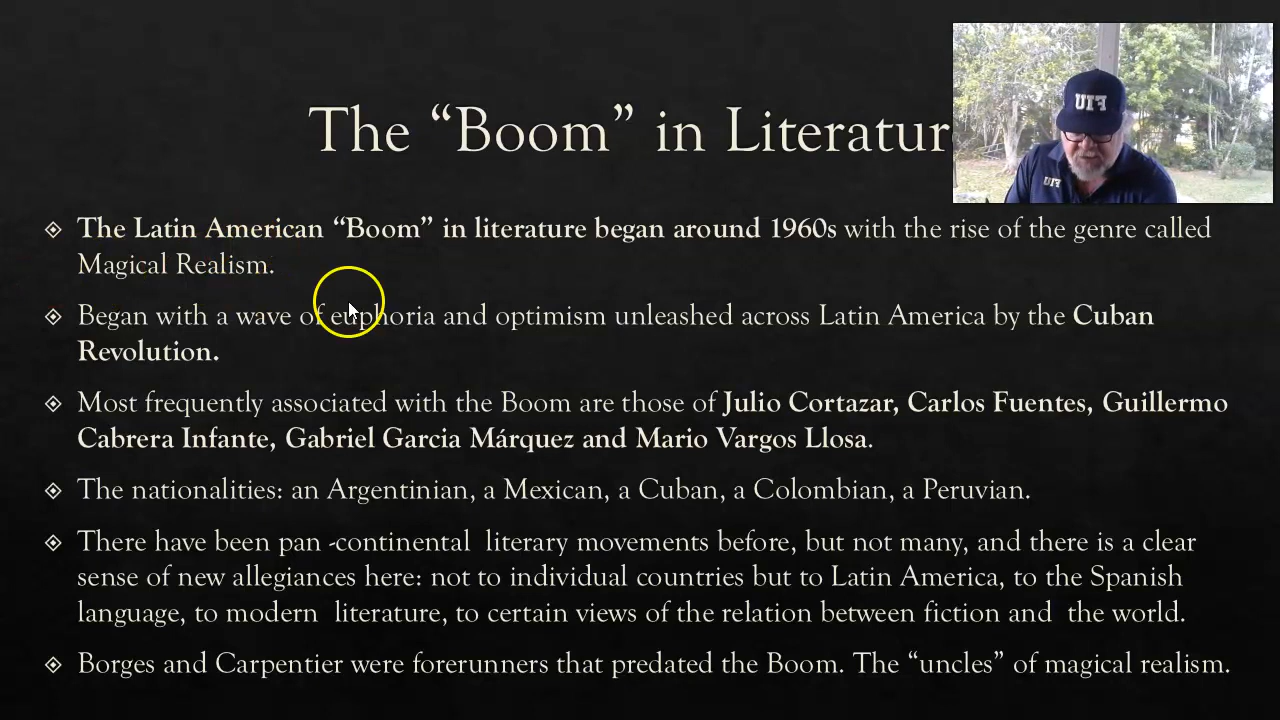 The “Boom” in Literatur
The Latin American “Boom” in literature began around 1960s with the rise of the genre called
Magical Realism.
Began with a wave of euphoria and optimism unleashed across Latin America by the Cuban
Revolution.
Most frequently associated with the Boom are those of Julio Cortazar, Carlos Fuentes, Guillermo
Cabrera Infante, Gabriel Garcia Márquez and Mario Vargos Llosa.
The nationalities: an Argentinian, a Mexican, a Cuban, a Colombian, a Peruvian.
There have been pan -continental literary movements before, but not many, and there is a clear
sense of new allegiances here: not to individual countries but to Latin America, to the Spanish
language, to modern literature, to certain views of the relation between fiction and the world.
Borges and Carpentier were forerunners that predated the Boom. The “uncles” of magical realism.
FIU
FIU